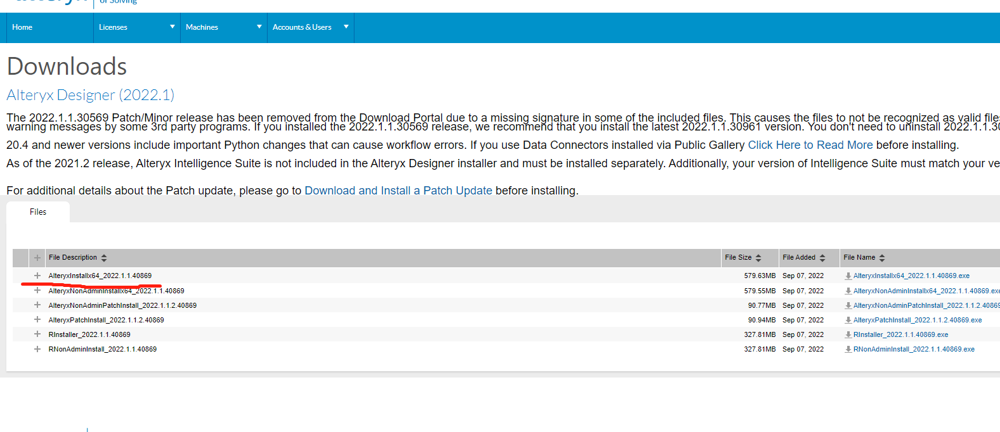 of Solving
Home Licenses Machines Accounts & Users
Downloads
Alteryx Designer (2022.1)
The 2022.1.1.30569 Patch/Minor release has been removed from the Download Portal due to a missing signature in some of the included files. This causes the files to not be recognized as valid file
warning messages by some 3rd party programs. If you installed the 2022.1.1.30569 release, we recommend that you install the latest 2022.1.1.30961 version. You don't need to uninstall 2022.1.1.30
20.4 and newer versions include important Python changes that can cause workflow errors. If you use Data Connectors installed via Public Gallery Click Here to Read More before installing.
As of the 2021.2 release, Alteryx Intelligence Suite is not included in the Alteryx Designer installer and must be installed separately. Additionally, your version of Intelligence Suite must match your ve
For additional details about the Patch update, please go to Download and Install a Patch Update before installing.
Files
File Description File Size File Added File Name
AlteryxInstallx64_2022.1.1.40869 579.63MB Sep 07, 2022 AlteryxInstallx64_2022.1.1.40869.exe
AlteryxNonAdminInstallx64_2022.1.1.40869 579.55MB Sep 07, 2022 AlteryxNonAdminInstallx64_2022.1.1.40869.exe
AlteryxNonAdminPatchInstall_2022.1.1.2.40869 90.77MB Sep 07, 2022 AlteryxNonAdminPatchInstall_2022.1.1.2.40869
AlteryxPatchInstall_2022.1.1.2.40869 90.94MB Sep 07, 2022 AlteryxPatchInstall_2022.1.1.2.40869.exe
RInstaller_2022.1.1.40869 327.81MB Sep 07, 2022 RInstaller_2022.1.1.40869.exe
RNonAdminInstall_2022.1.1.40869 327.81MB Sep 07, 2022 RNonAdminInstall_2022.1.1.40869.exe